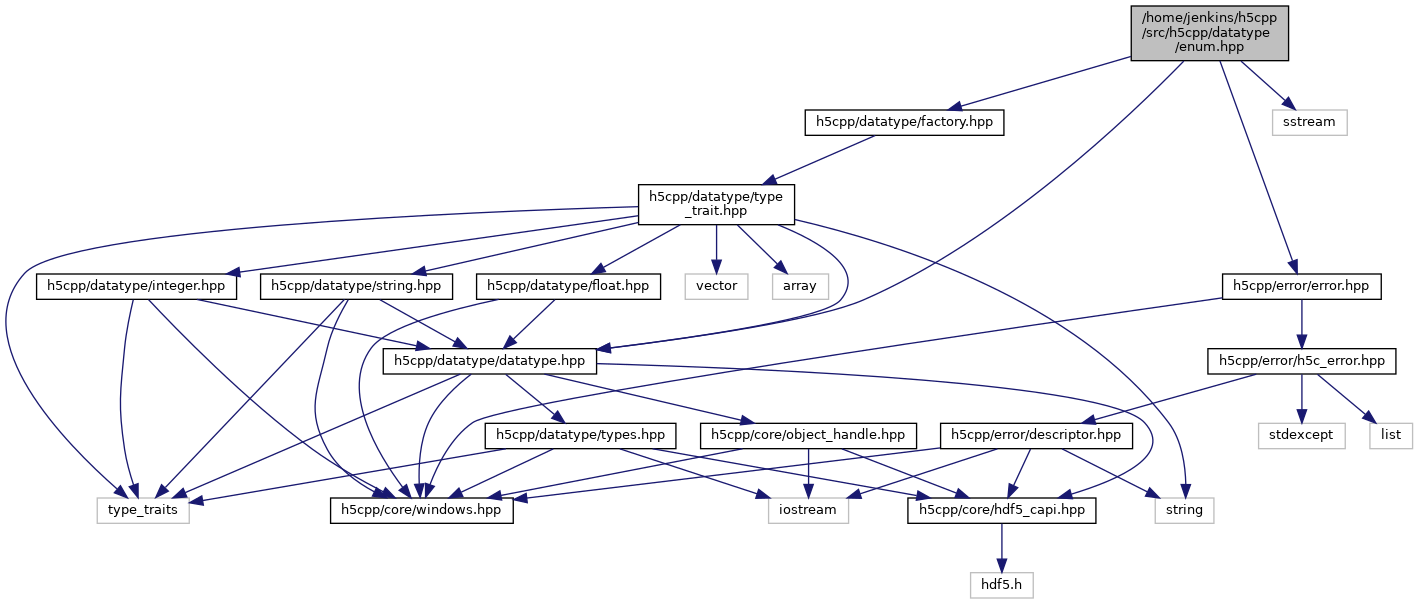 /home/jenkins/h5cpp
/src/h5cpp/datatype
/enum.hpp
h5cpp/datatype/factory.hpp
sstream
h5cpp/datatype/type
_trait.hpp
h5cpp/datatype/integer.hpp
h5cpp/datatype/string.hpp
h5cpp/datatype/float.hpp
vector
array
h5cpp/error/error.hpp
h5cpp/datatype/datatype.hpp
h5cpp/error/h5c_error.hpp
h5cpp/datatype/types.hpp
h5cpp/core/object_handle.hpp
h5cpp/error/descriptor.hpp
stdexcept
list
type_traits
h5cpp/core/windows.hpp
iostream
h5cpp/core/hdf5_capi.hpp
string
hdf5.h